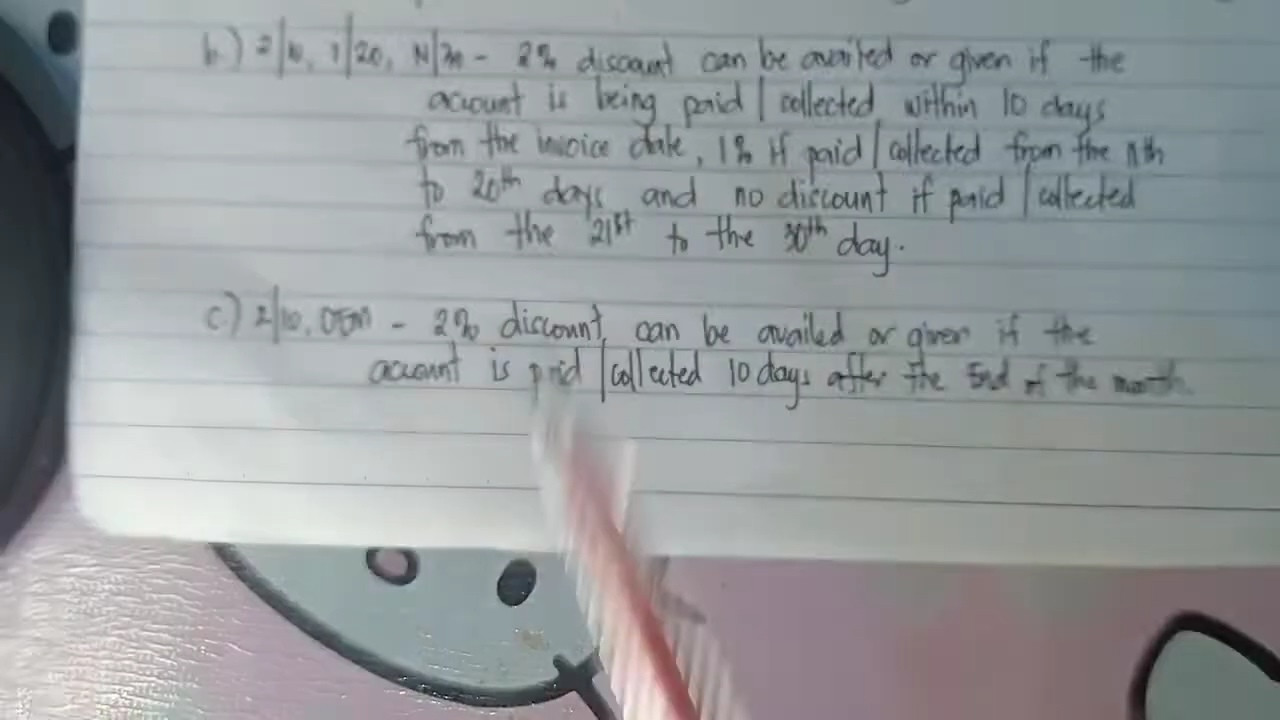 b.) 2|10, 1|20, N|30 - 2% discount can be availed or given if the
account is being paid | collected within 10 days
from the invoice date, 1% if paid | collected from the 11th
to 20th days and no discount if paid | collected
from the 21st to the 30th day.
c.) 2|10, EOM - 2% discount, can be availed or given if the
account is paid | collected 10 days after the End of the month.